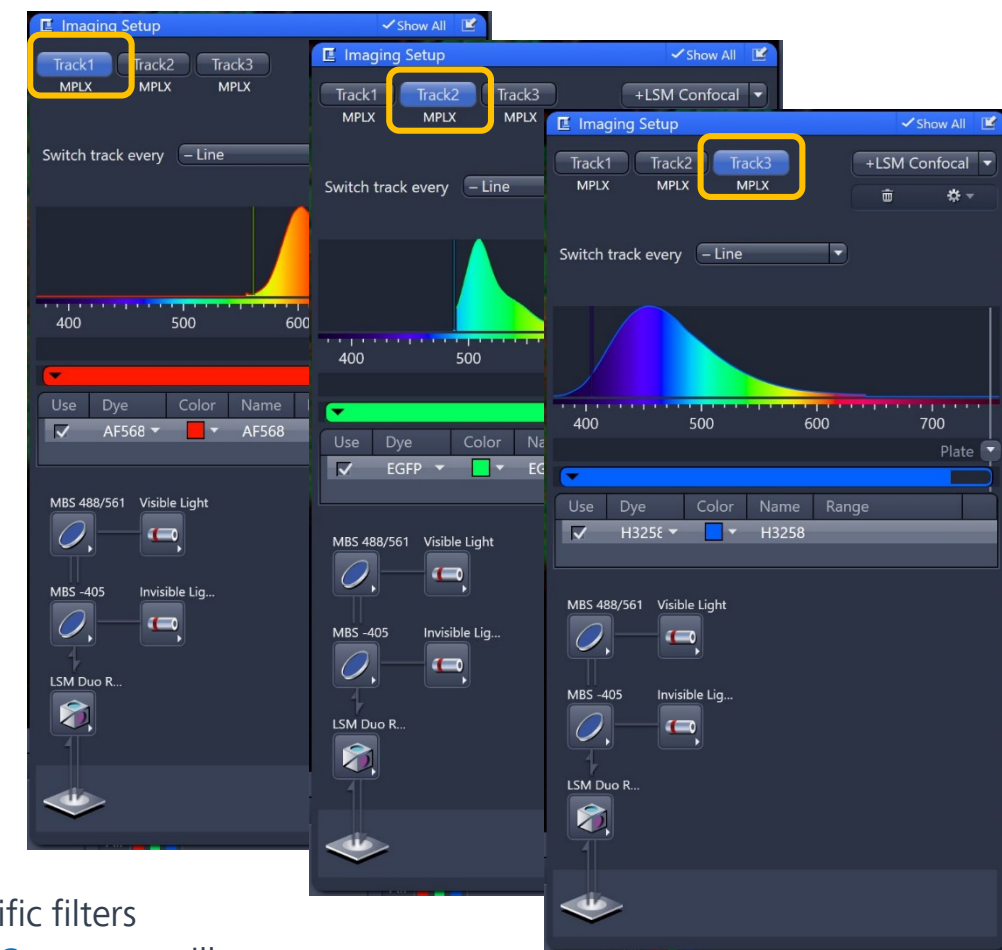 Imaging Setup
Show All
Track1 Track2 Track3
MPLX MPLX MPLX
Switch track every – Line
400 500 600
Use Dye Color Name
AF568 AF568
MBS 488/561 Visible Light
MBS -405 Invisible Lig...
LSM Duo R...
Imaging Setup
Show All
Track1 Track2 Track3 +LSM Confocal
MPLX MPLX MPLX
Switch track every – Line
400 500
Use Dye Color Na
EGFP EG
MBS 488/561 Visible Light
MBS -405 Invisible Lig...
LSM Duo R...
Imaging Setup
Show All
Track1 Track2 Track3 +LSM Confocal
MPLX MPLX MPLX
Switch track every – Line
400 500 600 700
Plate
Use Dye Color Name Range
H3258 H3258
MBS 488/561 Visible Light
MBS -405 Invisible Lig...
LSM Duo R...
ific filters